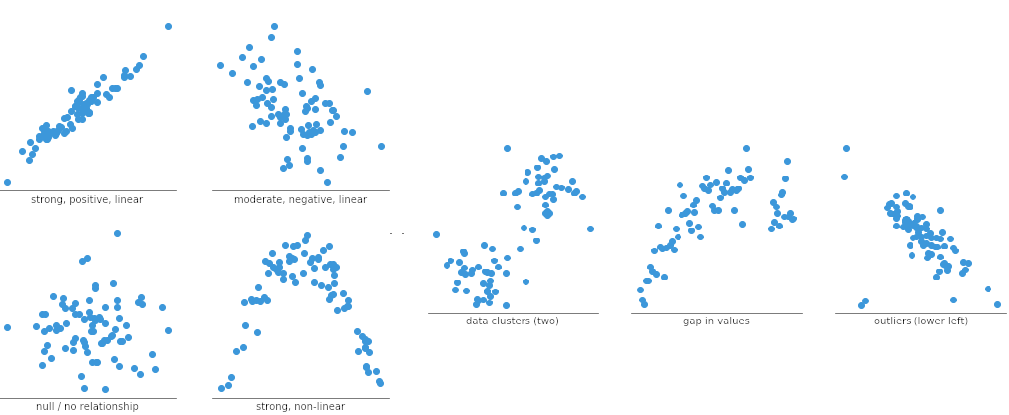 strong, positive, linear
moderate, negative, linear
null / no relationship
strong, non-linear
data clusters (two)
gap in values
outliers (lower left)